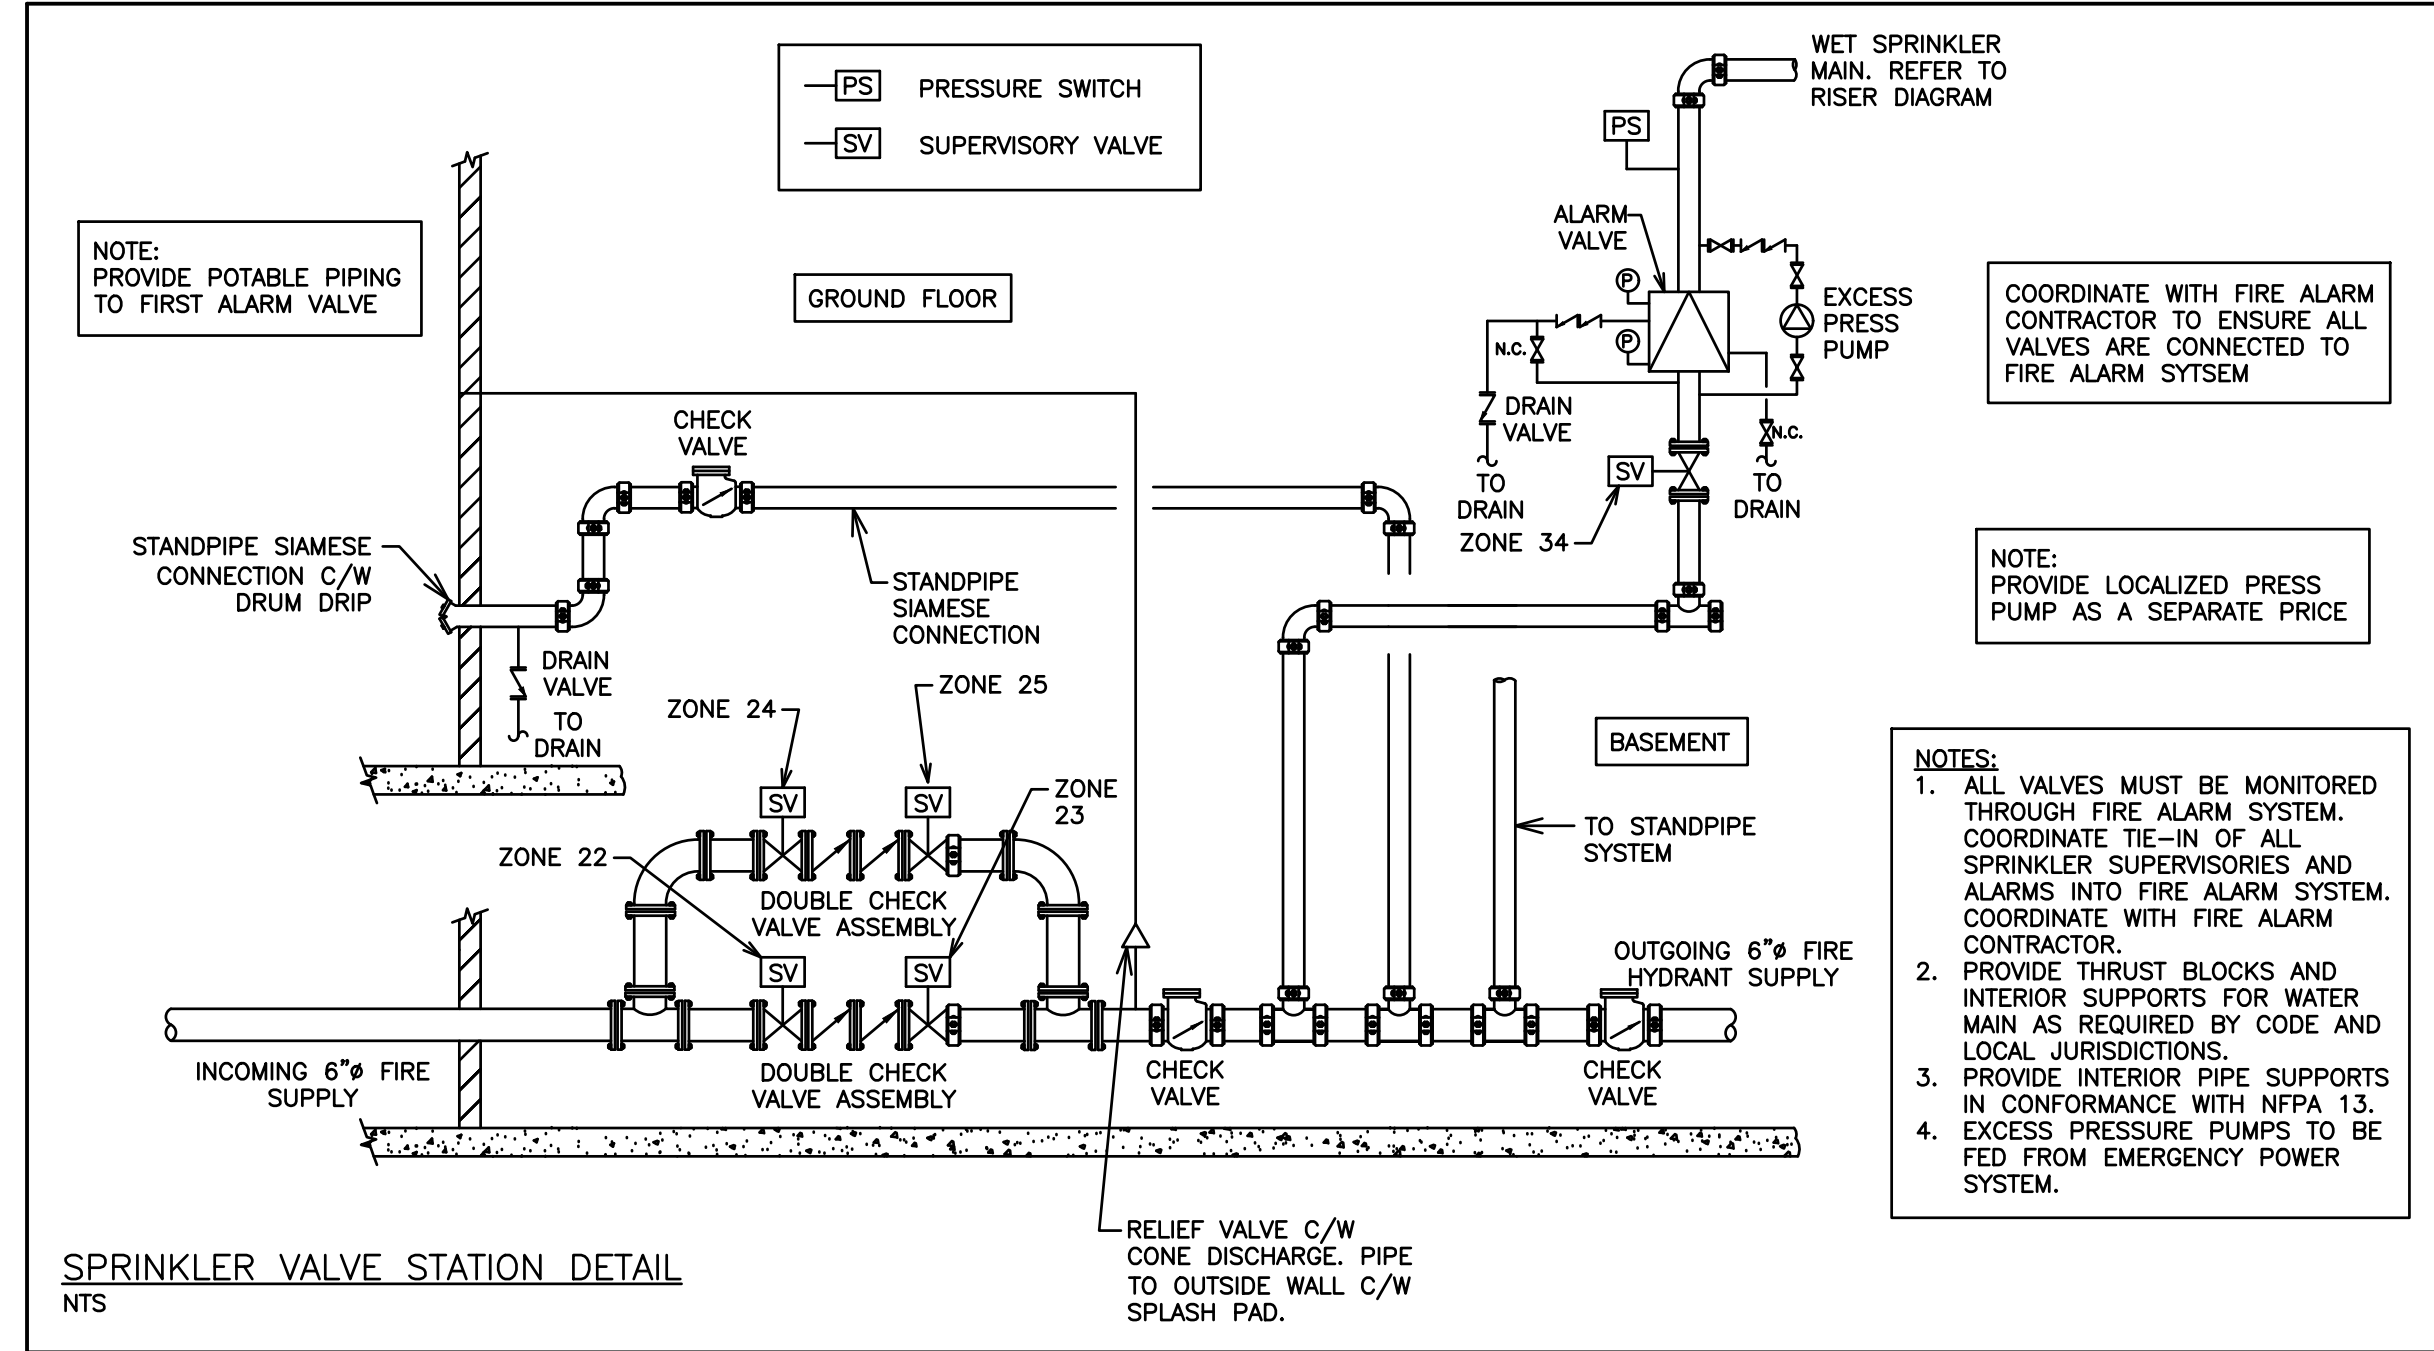 PS PRESSURE SWITCH
SV SUPERVISORY VALVE
WET SPRINKLER
MAIN. REFER TO
RISER DIAGRAM
PS
NOTE:
PROVIDE POTABLE PIPING
TO FIRST ALARM VALVE
GROUND FLOOR
ALARM
VALVE
P
P
N.C.
EXCESS
PRESS
PUMP
COORDINATE WITH FIRE ALARM
CONTRACTOR TO ENSURE ALL
VALVES ARE CONNECTED TO
FIRE ALARM SYTSEM
DRAIN
VALVE
N.C.
TO
DRAIN
SV
TO
DRAIN
ZONE 34
CHECK
VALVE
STANDPIPE SIAMESE
CONNECTION C/W
DRUM DRIP
STANDPIPE
SIAMESE
CONNECTION
NOTE:
PROVIDE LOCALIZED PRESS
PUMP AS A SEPARATE PRICE
DRAIN
VALVE
TO
DRAIN
ZONE 24
ZONE 25
SV
SV
ZONE
23
ZONE 22
DOUBLE CHECK
VALVE ASSEMBLY
SV
SV
BASEMENT
TO STANDPIPE
SYSTEM
OUTGOING 6"ø FIRE
HYDRANT SUPPLY
INCOMING 6"ø FIRE
SUPPLY
DOUBLE CHECK
VALVE ASSEMBLY
CHECK
VALVE
CHECK
VALVE
NOTES:
1. ALL VALVES MUST BE MONITORED
THROUGH FIRE ALARM SYSTEM.
COORDINATE TIE-IN OF ALL
SPRINKLER SUPERVISORIES AND
ALARMS INTO FIRE ALARM SYSTEM.
COORDINATE WITH FIRE ALARM
CONTRACTOR.
2. PROVIDE THRUST BLOCKS AND
INTERIOR SUPPORTS FOR WATER
MAIN AS REQUIRED BY CODE AND
LOCAL JURISDICTIONS.
3. PROVIDE INTERIOR PIPE SUPPORTS
IN CONFORMANCE WITH NFPA 13.
4. EXCESS PRESSURE PUMPS TO BE
FED FROM EMERGENCY POWER
SYSTEM.
RELIEF VALVE C/W
CONE DISCHARGE. PIPE
TO OUTSIDE WALL C/W
SPLASH PAD.
SPRINKLER VALVE STATION DETAIL
NTS